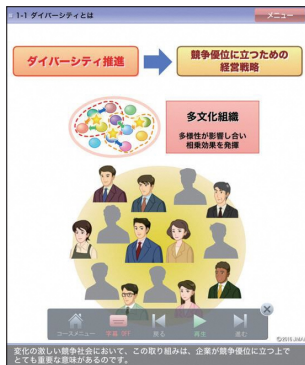 1-1 ダイバーシティとは
メニュー
ダイバーシティ推進
競争優位に立つための
経営戦略
多文化組織
多様性が影響し合い
相乗効果を発揮
コースメニュー
字幕
戻る
再生
進む
変化の激しい競争社会において、この取り組みは、企業が競争優位に立つ上で
とても重要な意味があるのです。